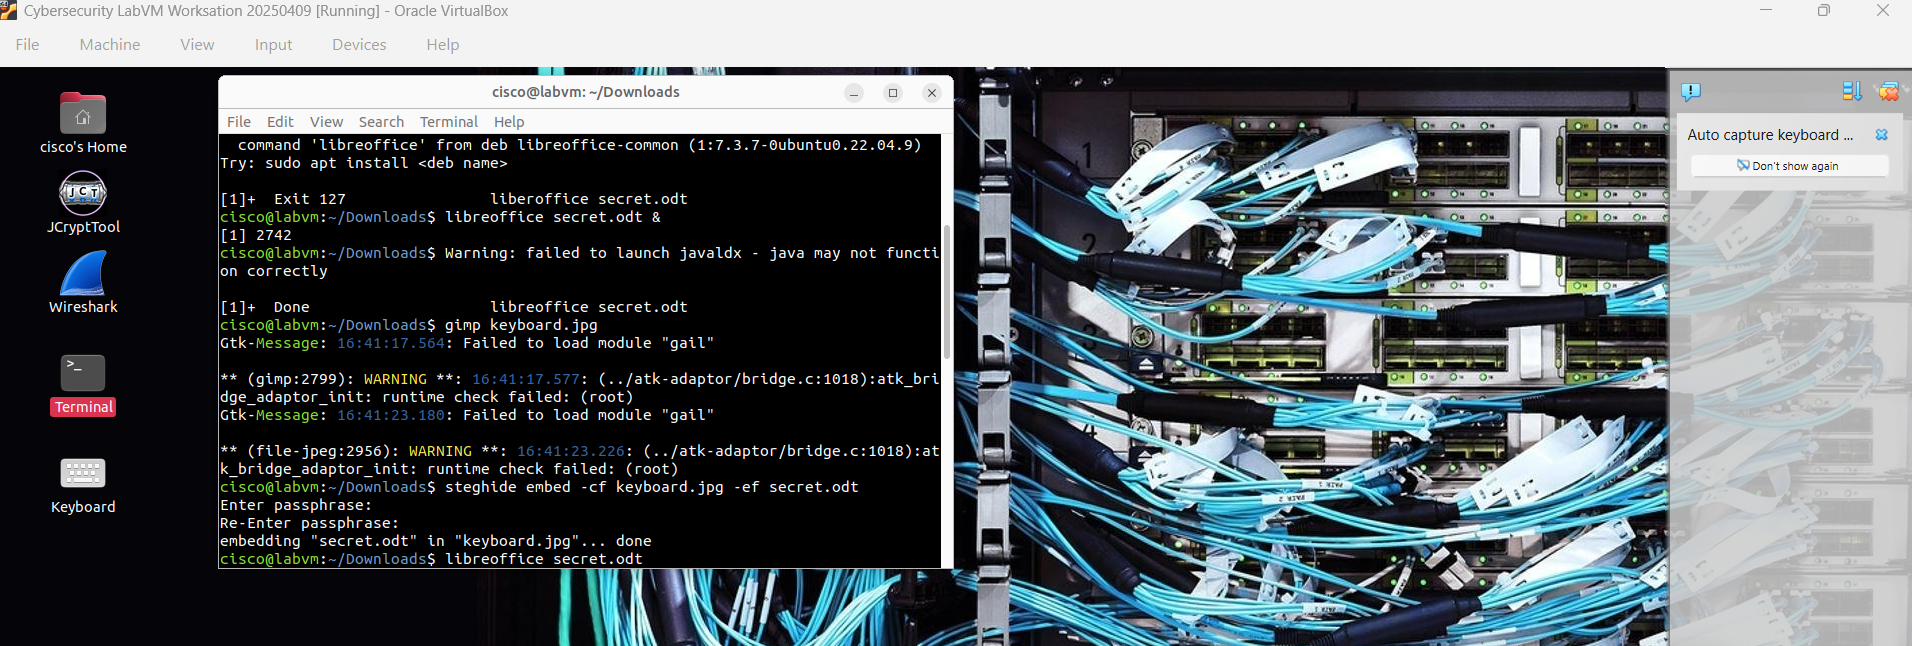 Cybersecurity LabVM Worksation 20250409 [Running] - Oracle VirtualBox
File Machine View Input Devices Help
cisco's Home
JCT
JCryptTool
Wireshark
Terminal
Keyboard
cisco@labvm: ~/Downloads
File Edit View Search Terminal Help
  command 'libreoffice' from deb libreoffice-common (1:7.3.7-0ubuntu0.22.04.9)
Try: sudo apt install <deb name>
[1]+  Exit 127                liberoffice secret.odt
cisco@labvm:~/Downloads$ libreoffice secret.odt &
[1] 2742
cisco@labvm:~/Downloads$ Warning: failed to launch javaldx - java may not functi
on correctly
[1]+  Done                    libreoffice secret.odt
cisco@labvm:~/Downloads$ gimp keyboard.jpg
Gtk-Message: 16:41:17.564: Failed to load module "gail"
** (gimp:2799): WARNING **: 16:41:17.577: (../atk-adaptor/bridge.c:1018):atk_bri
dge_adaptor_init: runtime check failed: (root)
Gtk-Message: 16:41:23.180: Failed to load module "gail"
** (file-jpeg:2956): WARNING **: 16:41:23.226: (../atk-adaptor/bridge.c:1018):at
k_bridge_adaptor_init: runtime check failed: (root)
cisco@labvm:~/Downloads$ steghide embed -cf keyboard.jpg -ef secret.odt
Enter passphrase:
Re-Enter passphrase:
embedding "secret.odt" in "keyboard.jpg"... done
cisco@labvm:~/Downloads$ libreoffice secret.odt
1
2
3
PAIR 1
PAIR 2
Auto capture keyboard ...
Don't show again